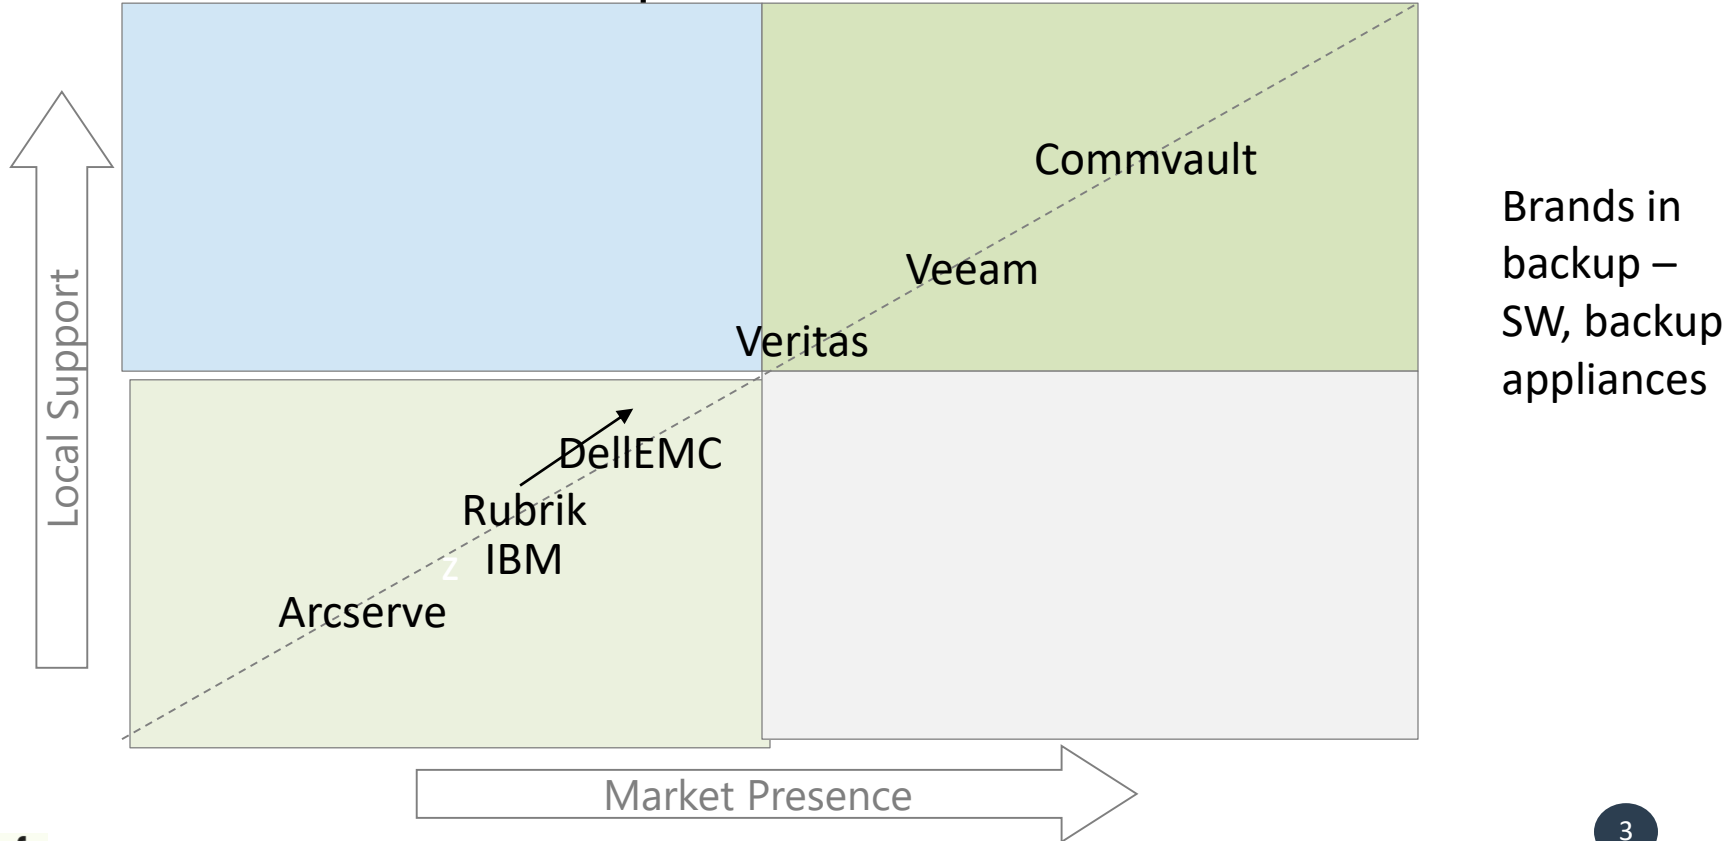 Commvault
Veeam
Veritas
DellEMC
Rubrik
IBM
z
Arcserve
Local Support
Market Presence
Brands in
backup –
SW, backup
appliances
3